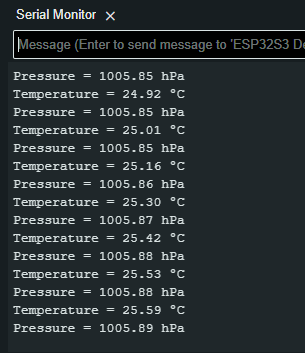 Serial Monitor ×
Message (Enter to send message to 'ESP32S3 De
Pressure = 1005.85 hPa
Temperature = 24.92 °C
Pressure = 1005.85 hPa
Temperature = 25.01 °C
Pressure = 1005.85 hPa
Temperature = 25.16 °C
Pressure = 1005.86 hPa
Temperature = 25.30 °C
Pressure = 1005.87 hPa
Temperature = 25.42 °C
Pressure = 1005.88 hPa
Temperature = 25.53 °C
Pressure = 1005.88 hPa
Temperature = 25.59 °C
Pressure = 1005.89 hPa